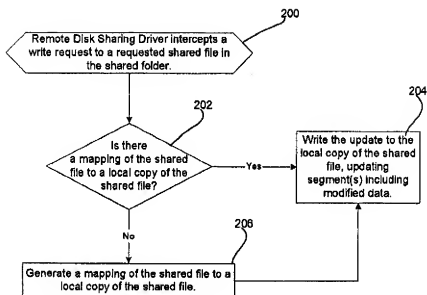 200
Remote Disk Sharing Driver intercepts a
write request to a requested shared file in
the shared folder.
202
Is there
a mapping of the shared
file to a local copy of the
shared file?
Yes
204
Write the update to the
local copy of the shared
file, updating
segment(s) including
modified data.
No
206
Generate a mapping of the shared file to a
local copy of the shared file.